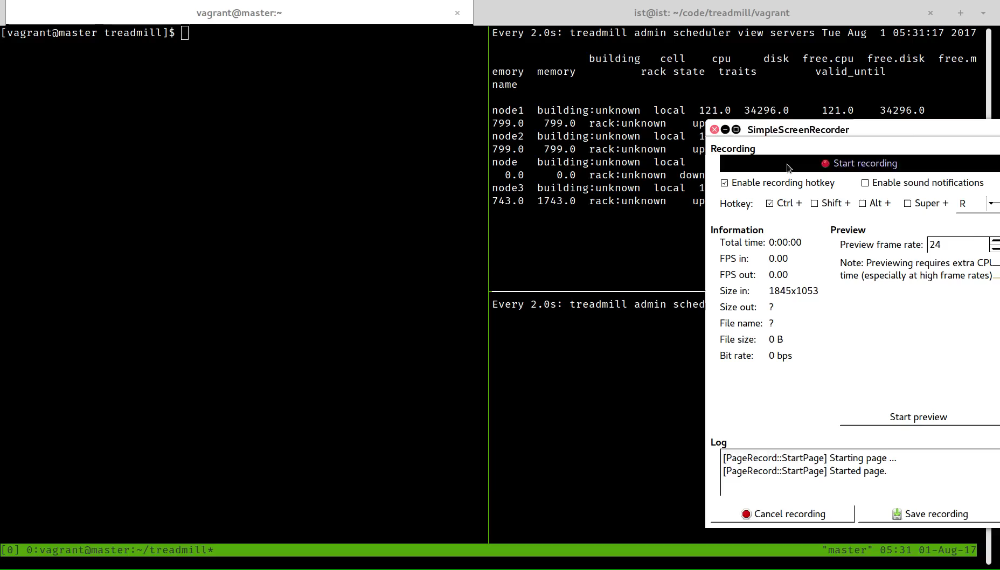 vagrant@master:~ ×
ist@ist: ~/code/treadmill/vagrant × +
[vagrant@master treadmill]$
Every 2.0s: treadmill admin scheduler view servers Tue Aug  1 05:31:17 2017
building cell cpu disk free.cpu free.disk free.m
emory memory rack state traits valid_until
name
node1 building:unknown local 121.0 34296.0 121.0 34296.0
799.0 799.0 rack:unknown up
node2 building:unknown local 1
799.0 799.0 rack:unknown up
node building:unknown local
0.0 0.0 rack:unknown down
node3 building:unknown local 1
743.0 1743.0 rack:unknown up
Every 2.0s: treadmill admin sched
SimpleScreenRecorder
Recording
Start recording
Enable recording hotkey Enable sound notifications
Hotkey: Ctrl + Shift + Alt + Super + R
Information
Total time: 0:00:00
FPS in: 0.00
FPS out: 0.00
Size in: 1845x1053
Size out: ?
File name: ?
File size: 0 B
Bit rate: 0 bps
Preview
Preview frame rate: 24
Note: Previewing requires extra CPU
time (especially at high frame rates).
Start preview
Log
[PageRecord::StartPage] Starting page ...
[PageRecord::StartPage] Started page.
Cancel recording Save recording
[0] 0:vagrant@master:~/treadmill* "master" 05:31 01-Aug-17